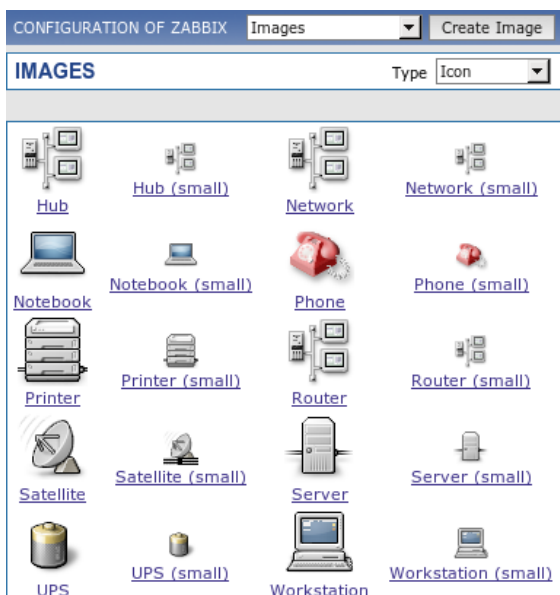 CONFIGURATION OF ZABBIX Images Create Image
IMAGES Type Icon
Hub Hub (small) Network Network (small)
Notebook Notebook (small) Phone Phone (small)
Printer Printer (small) Router Router (small)
Satellite Satellite (small) Server Server (small)
UPS UPS (small) Workstation Workstation (small)